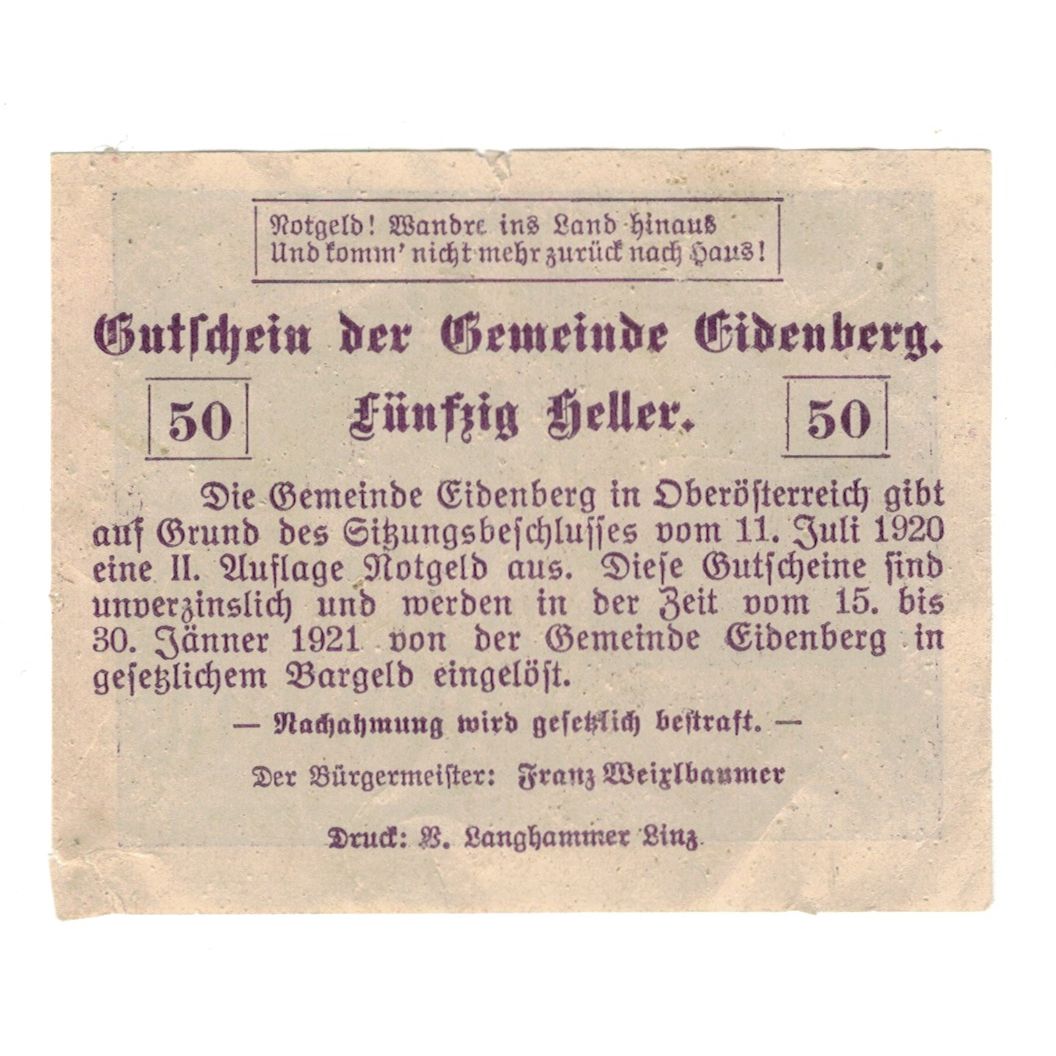 Notgeld! Wandre ins Land hinaus
Und komm' nicht mehr zurück nach Haus!
Gutschein der Gemeinde Eidenberg.
50 Fünfzig Heller. 50
Die Gemeinde Eidenberg in Oberösterreich gibt
auf Grund des Sitzungsbeschlusses vom 11. Juli 1920
eine II. Auflage Notgeld aus. Diese Gutscheine sind
unverzinslich und werden in der Zeit vom 15. bis
30. Jänner 1921 von der Gemeinde Eidenberg in
gesetzlichem Bargeld eingelöst.
— Nachahmung wird gesetzlich bestraft. —
Der Bürgermeister: Franz Weixlbaumer
Druck: Langhammer Linz